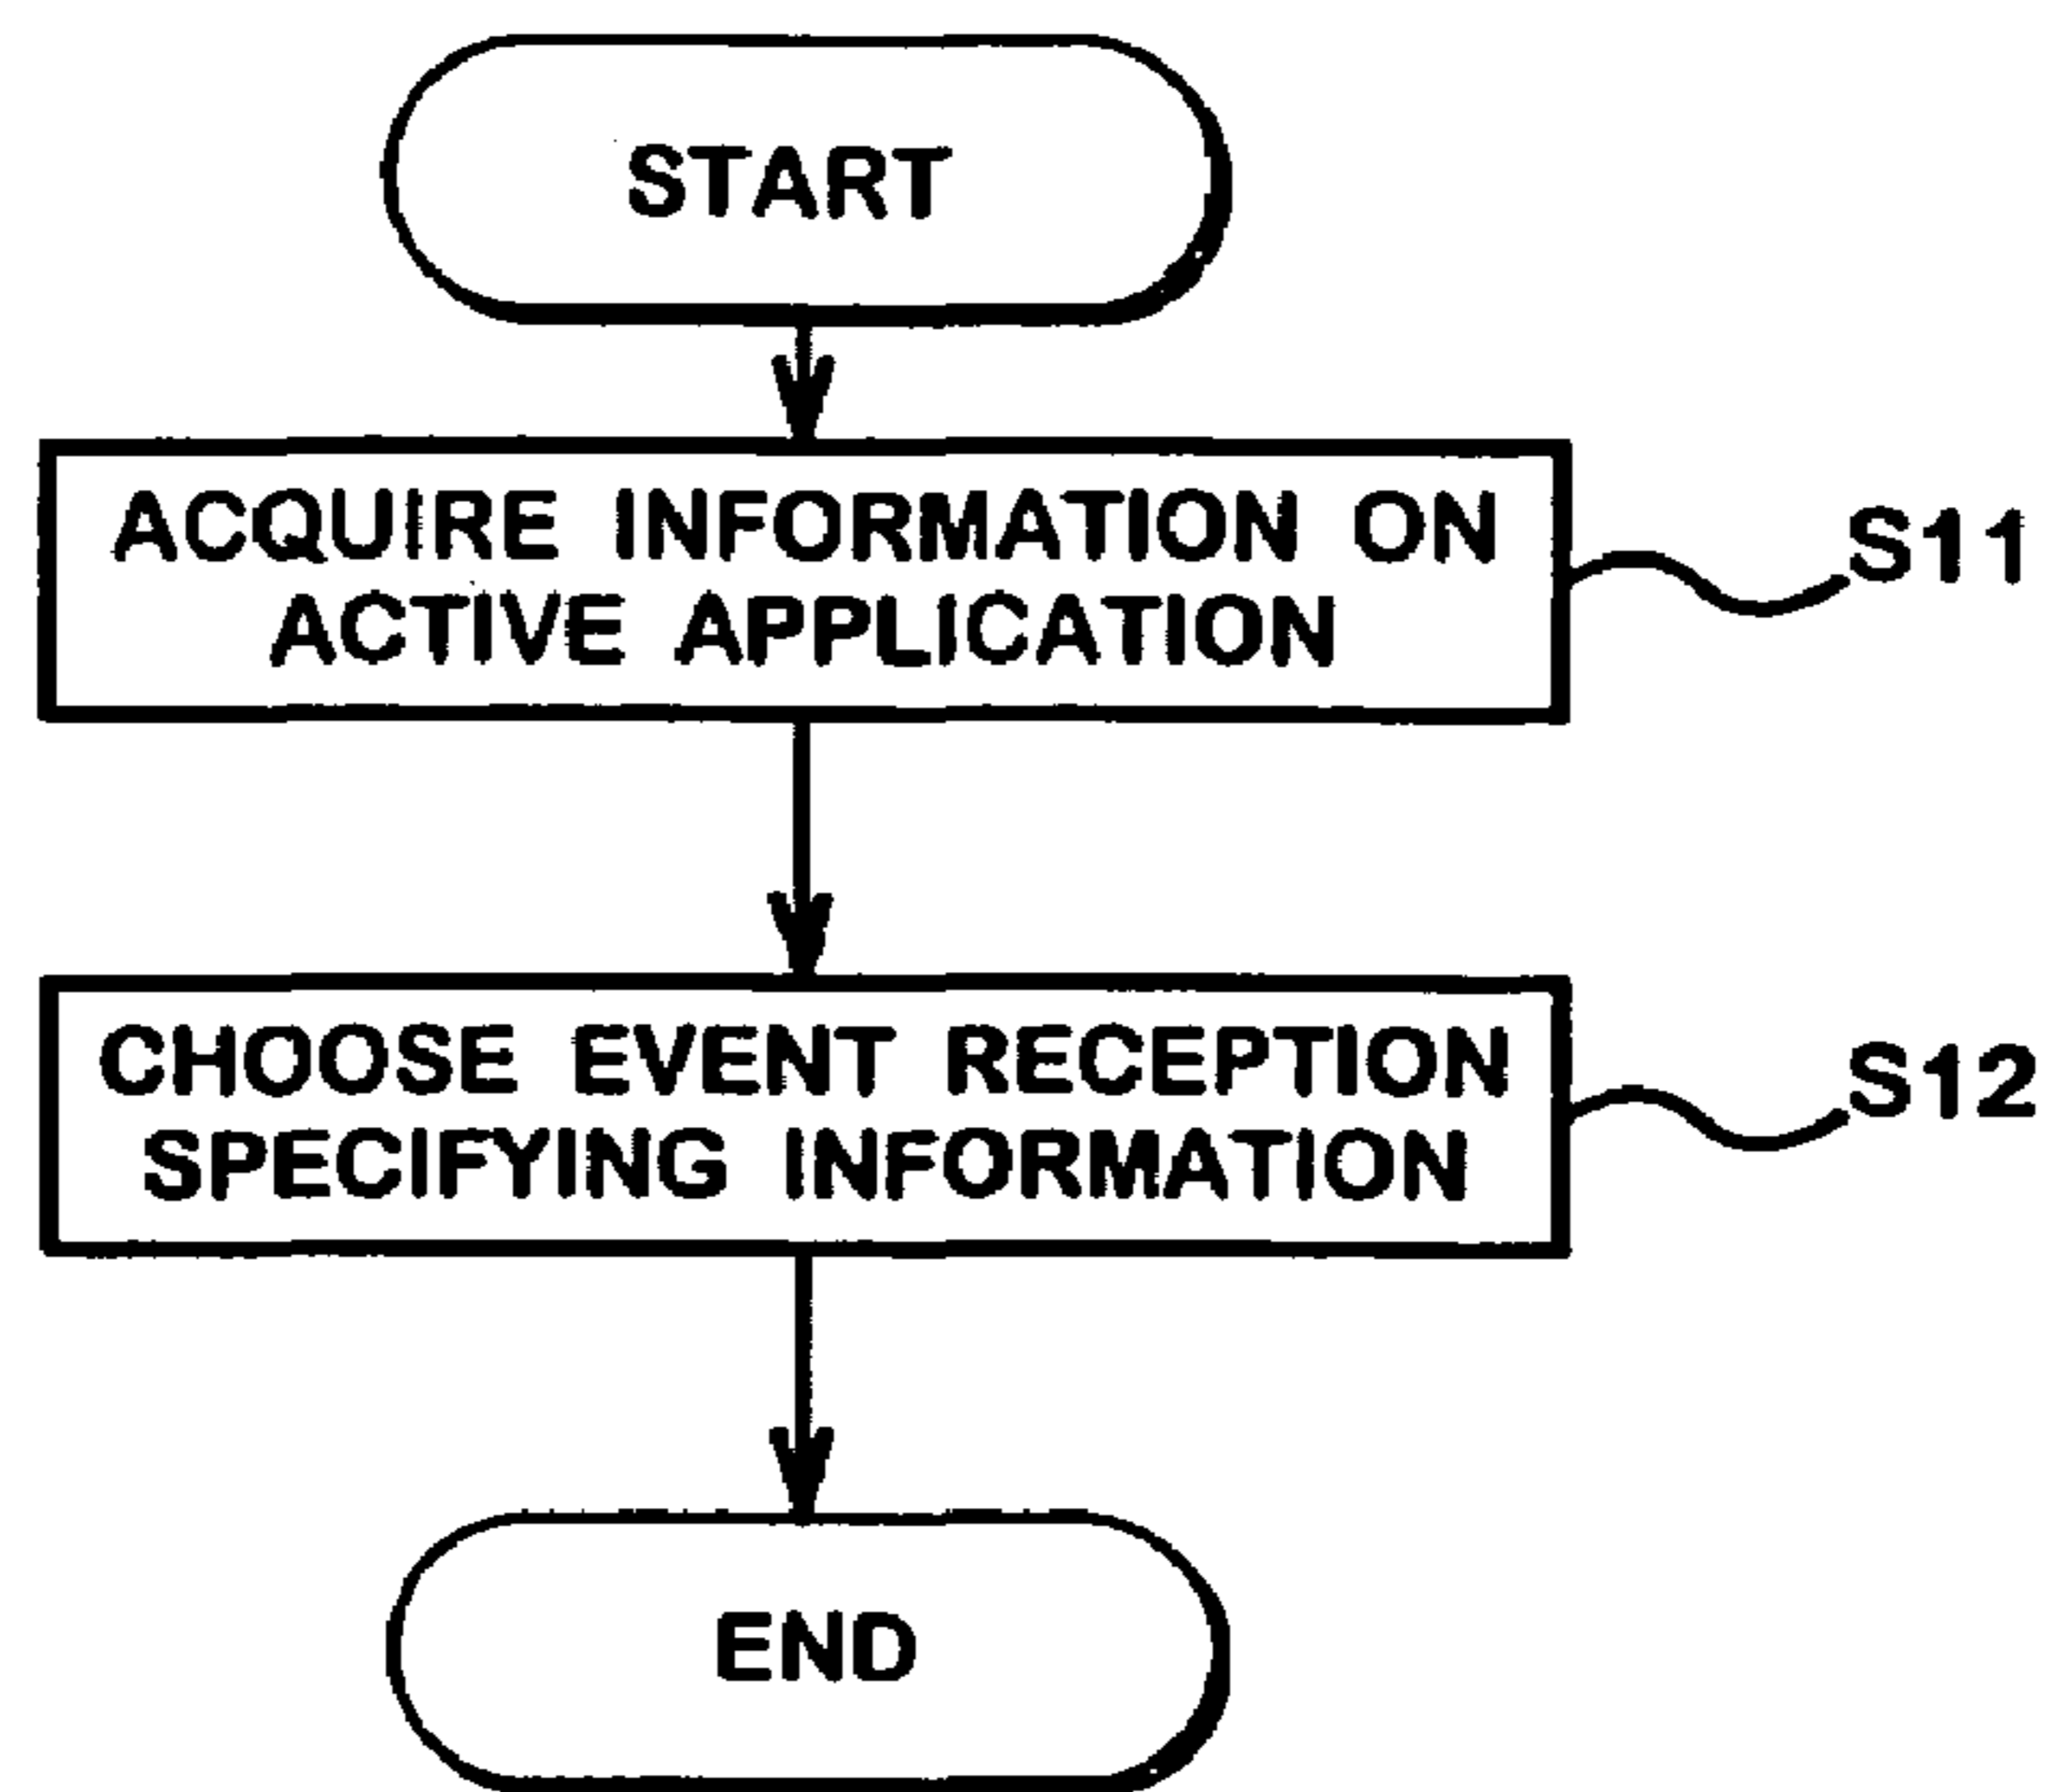 START
ACQUIRE INFORMATION ON
ACTIVE APPLICATION
S11
CHOOSE EVENT RECEPTION
SPECIFYING INFORMATION
S12
END